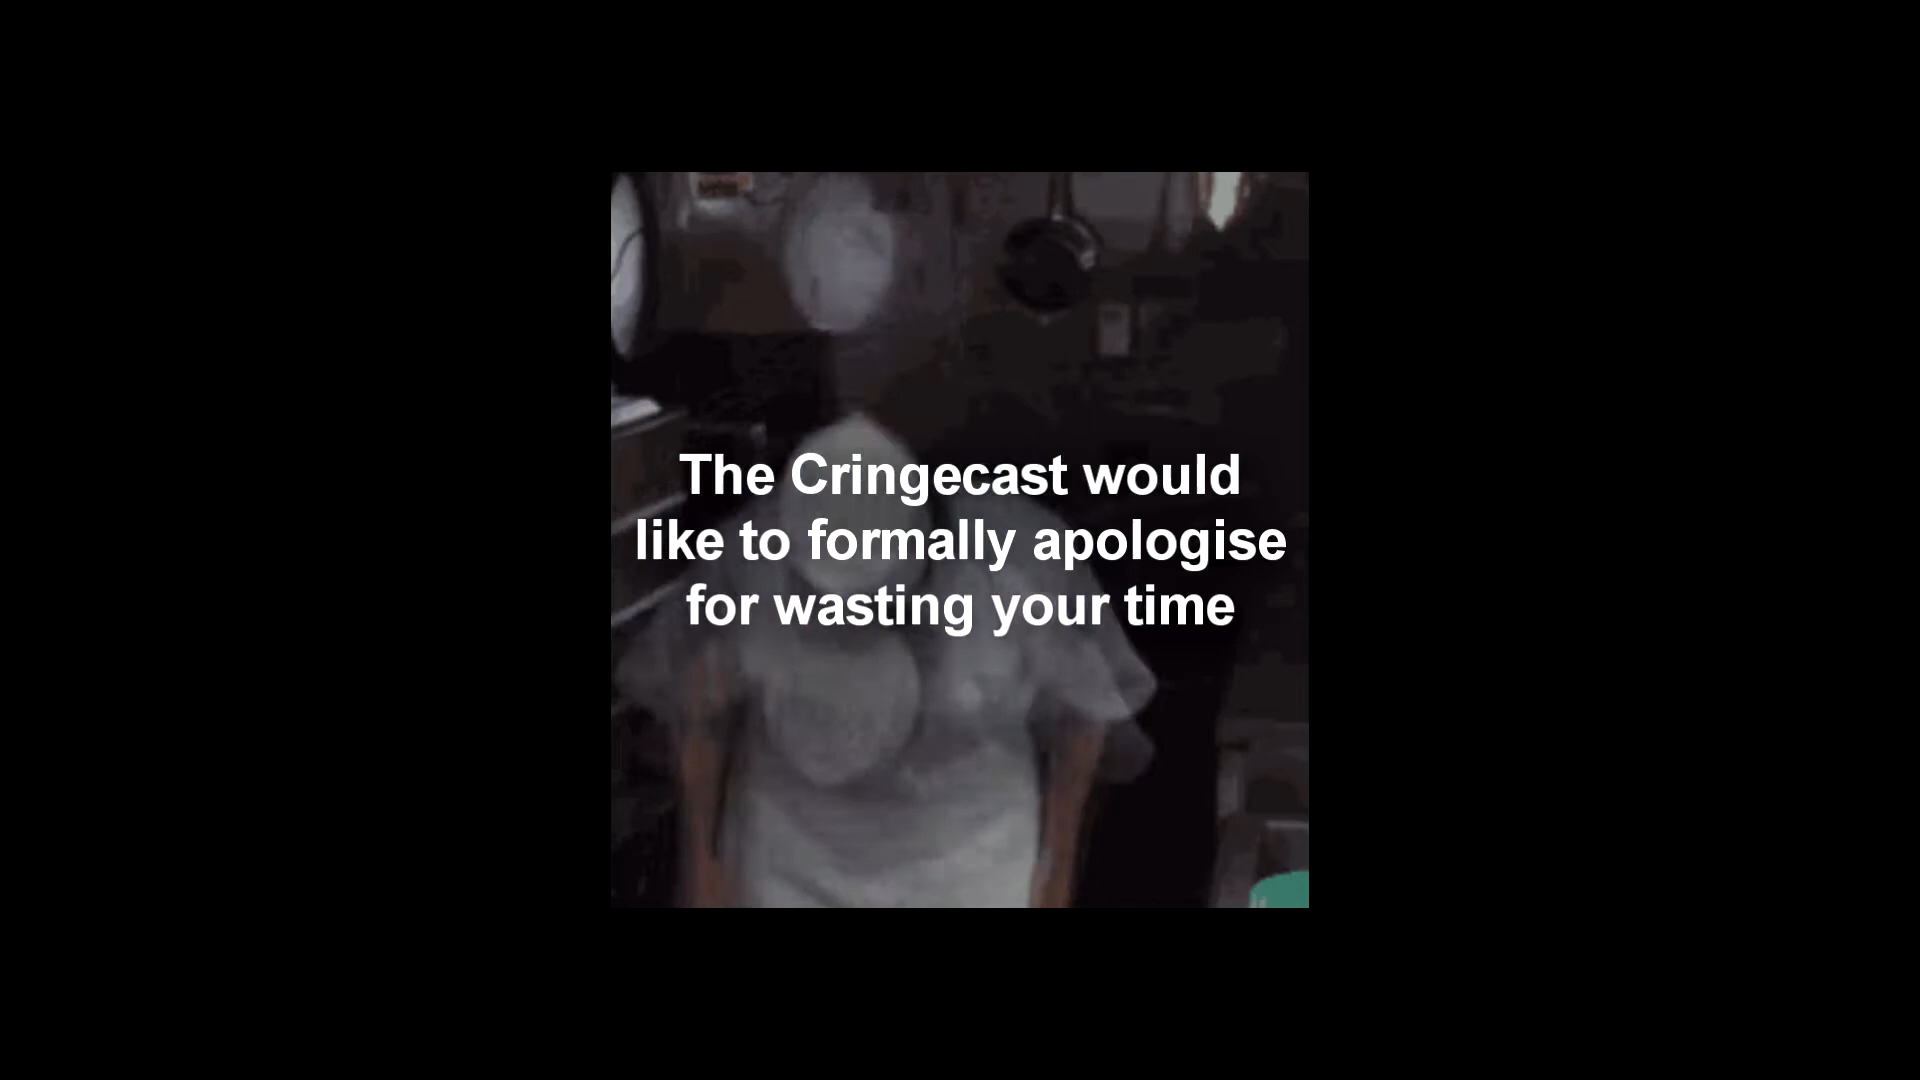 The Cringecast would
like to formally apologise
for wasting your time